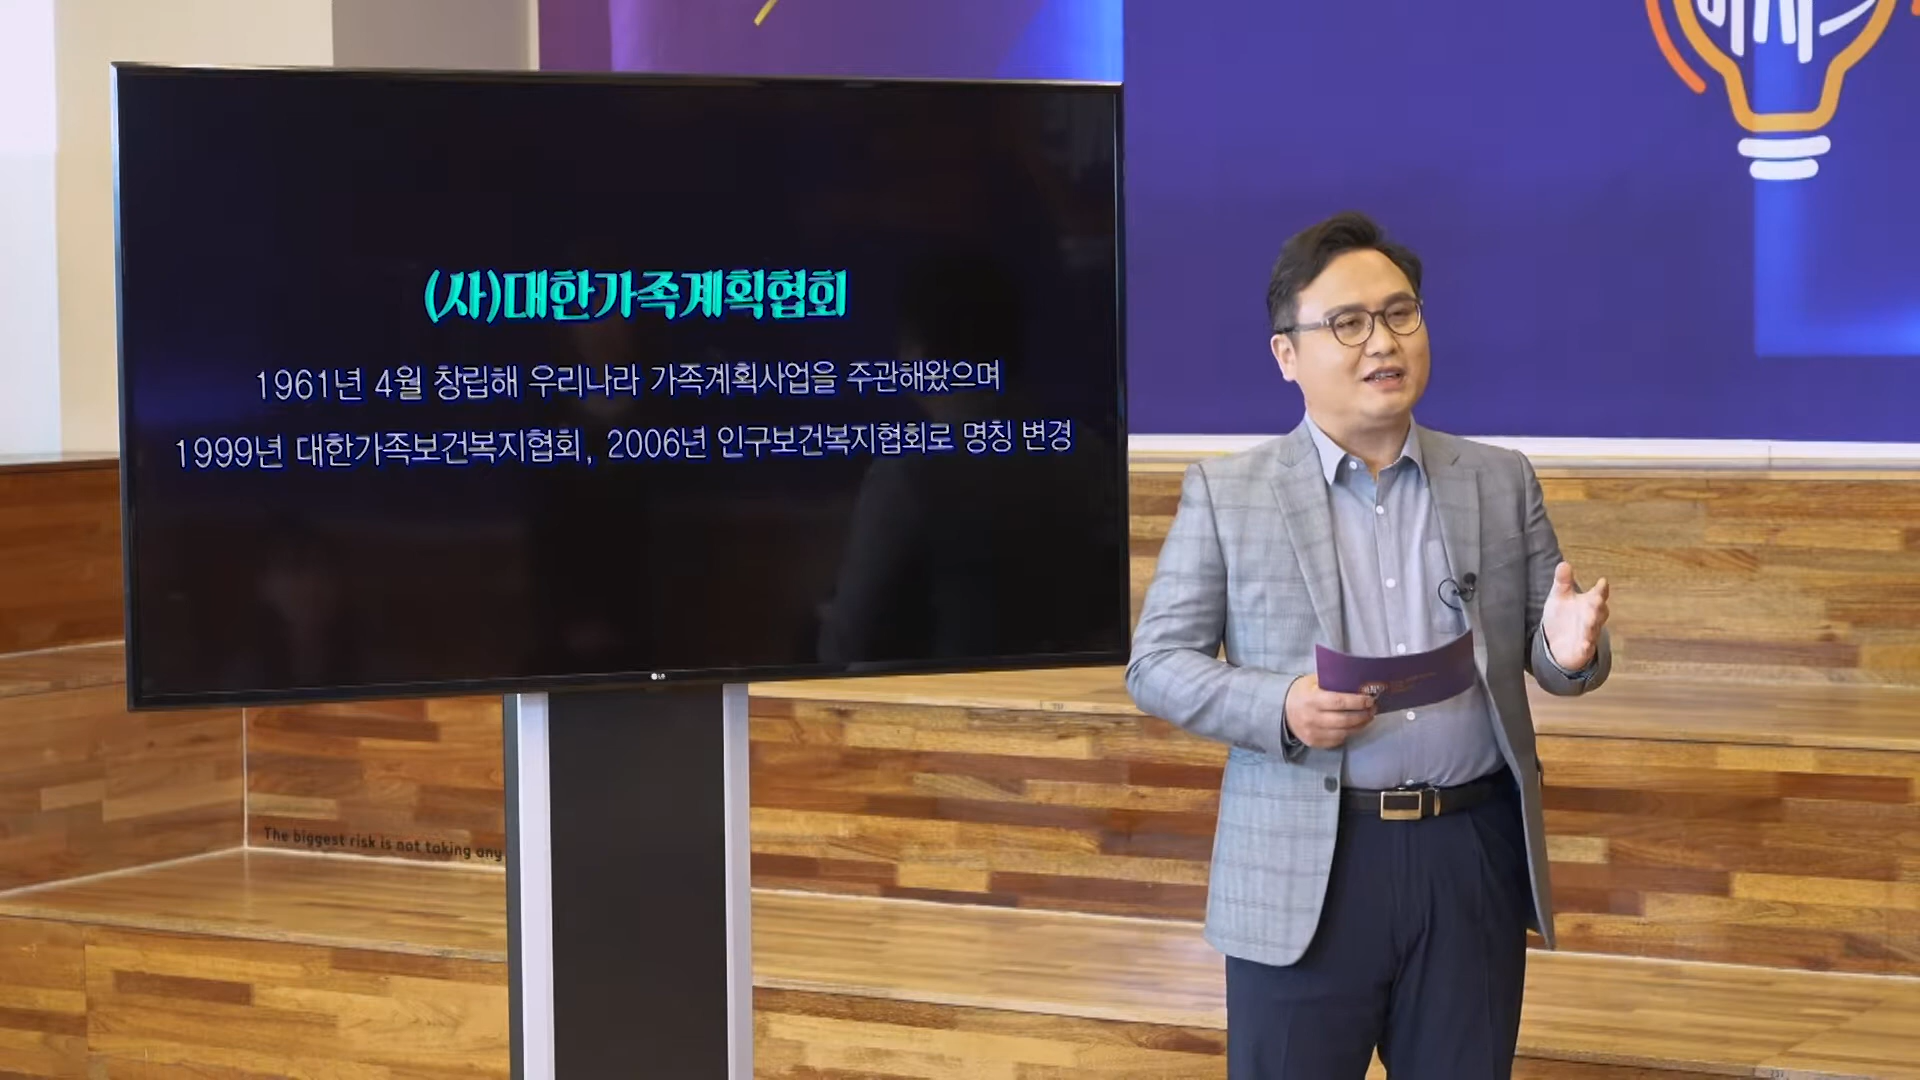 (사)대한가족계획협회
1961년 4월 창립해 우리나라 가족계획사업을 주관해왔으며
1999년 대한가족보건복지협회, 2006년 인구보건복지협회로 명칭 변경
LG
The biggest risk is not taking any